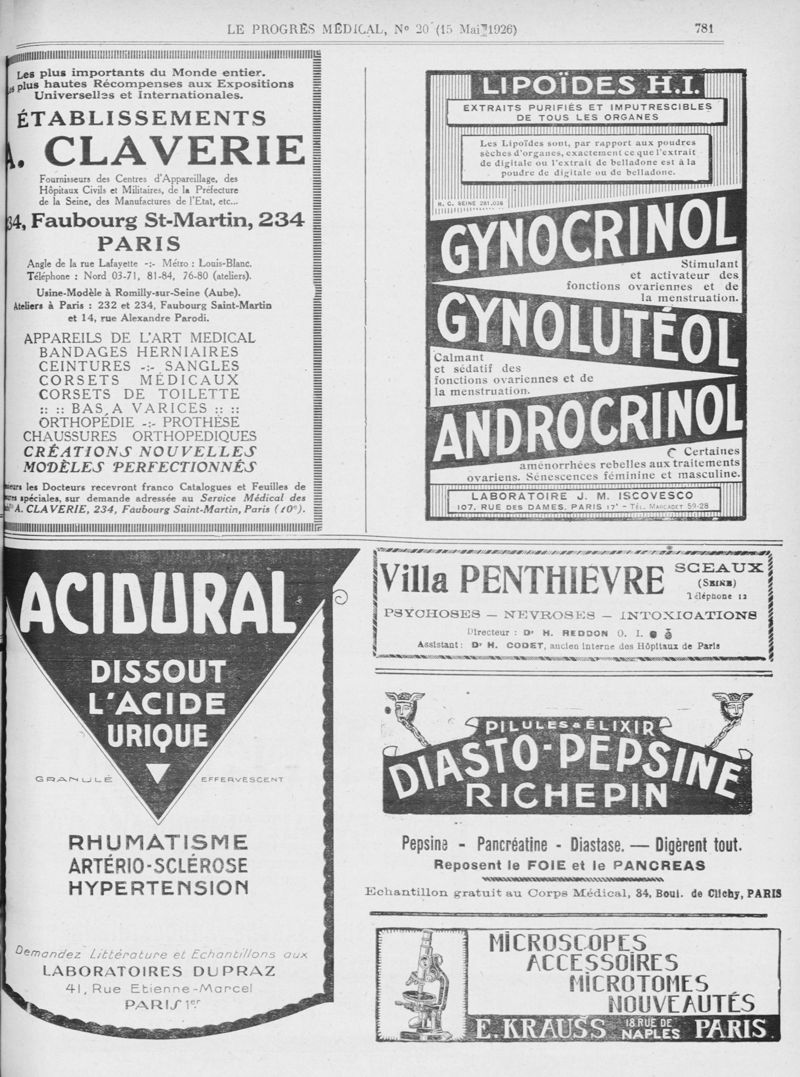 LE PROGRÈS MÉDICAL, No 20 (15 Mai 1926)
781
Les plus importants du Monde entier.
plus hautes Récompenses aux Expositions
Universelles et Internationales.
ÉTABLISSEMENTS
A. CLAVERIE
Fournisseurs des Centres d'Appareillage, des
Hôpitaux Civils et Militaires, de la Préfecture
de la Seine, des Manufactures de l'Etat, etc...
234, Faubourg St-Martin, 234
PARIS
Angle de la rue Lafayette -:- Métro : Louis-Blanc.
Téléphone : Nord 03-71, 81-84, 76-80 (ateliers).
Usine-Modèle à Romilly-sur-Seine (Aube).
Ateliers à Paris : 232 et 234, Faubourg Saint-Martin
et 14, rue Alexandre Parodi.
APPAREILS DE L'ART MEDICAL
BANDAGES HERNIAIRES
CEINTURES -:- SANGLES
CORSETS MÉDICAUX
CORSETS DE TOILETTE
:: :: BAS A VARICES :: ::
ORTHOPÉDIE -:- PROTHÈSE
CHAUSSURES ORTHOPEDIQUES
CRÉATIONS NOUVELLES
MODÈLES PERFECTIONNÉS
les Docteurs recevront franco Catalogues et Feuilles de
spéciales, sur demande adressée au Service Médical des
A. CLAVERIE, 234, Faubourg Saint-Martin, Paris (10e).
LIPOÏDES H.I.
EXTRAITS PURIFIÉS ET IMPUTRESCIBLES
DE TOUS LES ORGANES
Les Lipoïdes sont, par rapport aux poudres
sèches d'organes, exactement ce que l'extrait
de digitale ou l'extrait de belladone est à la
poudre de digitale ou de belladone.
R. C. SEINE 281.038
GYNOCRINOL
Stimulant
et activateur des
fonctions ovariennes et de
la menstruation.
GYNOLUTÉOL
Calmant
et sédatif des
fonctions ovariennes et de
la menstruation.
ANDROCRINOL
Certaines
aménorrhées rebelles aux traitements
ovariens. Sénescences féminine et masculine.
LABORATOIRE J. M. ISCOVESCO
107, RUE DES DAMES, PARIS 17e - TÉL. MARCADET 59-28
ACIDURAL
DISSOUT
L'ACIDE
URIQUE
GRANULÉ EFFERVESCENT
RHUMATISME
ARTÉRIO-SCLÉROSE
HYPERTENSION
Demandez Littérature et Echantillons aux
LABORATOIRES DUPRAZ
41, Rue Etienne-Marcel
PARIS 1er
Villa PENTHIEVRE SCEAUX
(SEINE)
Téléphone 12
PSYCHOSES — NEVROSES — INTOXICATIONS
Directeur : Dr H. REDDON O. I.
Assistant: Dr H. CODET, ancien interne des Hôpitaux de Paris
PILULES & ÉLIXIR
DIASTO-PEPSINE
RICHEPIN
Pepsine - Pancréatine - Diastase. — Digèrent tout.
Reposent le FOIE et le PANCREAS
Echantillon gratuit au Corps Médical, 34, Boul. de Clichy, PARIS
MICROSCOPES
ACCESSOIRES
MICROTOMES
NOUVEAUTÉS
E. KRAUSS 18, RUE DE NAPLES PARIS